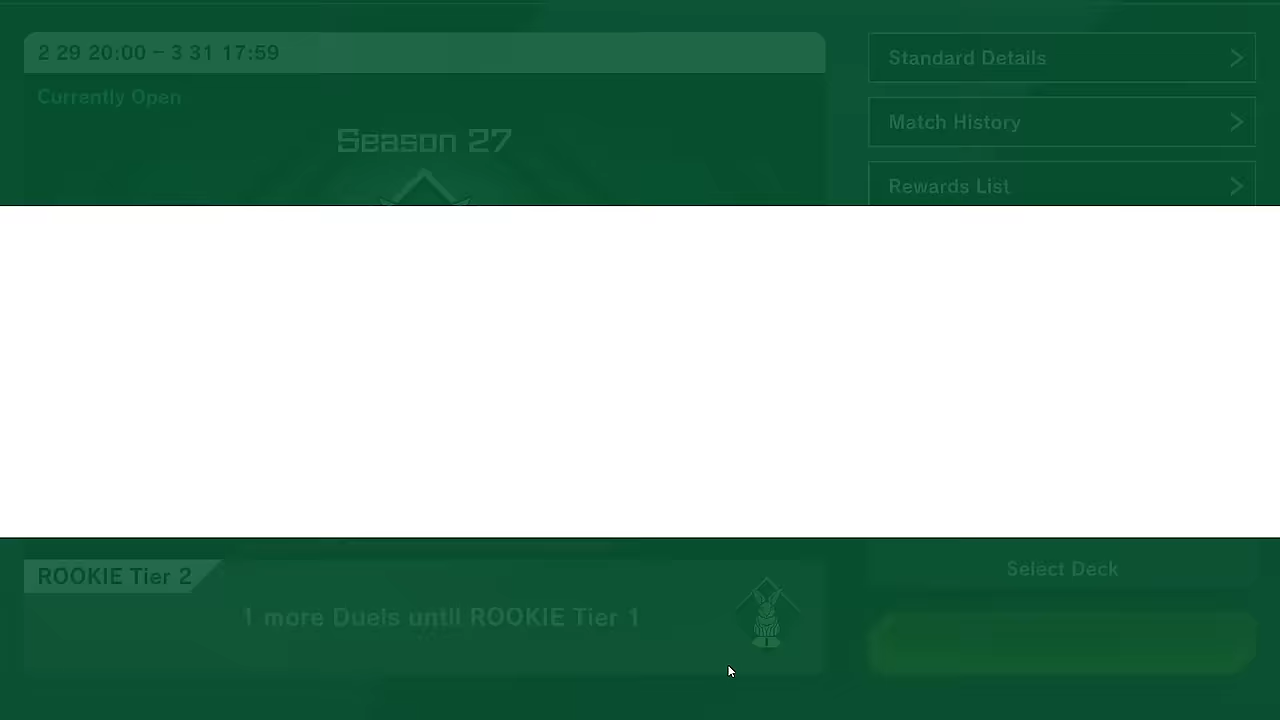 2 29 20:00 - 3 31 17:59
Currently Open
Season 27
Standard Details
Match History
Rewards List
ROOKIE Tier 2
1 more Duels until ROOKIE Tier 1
Select Deck